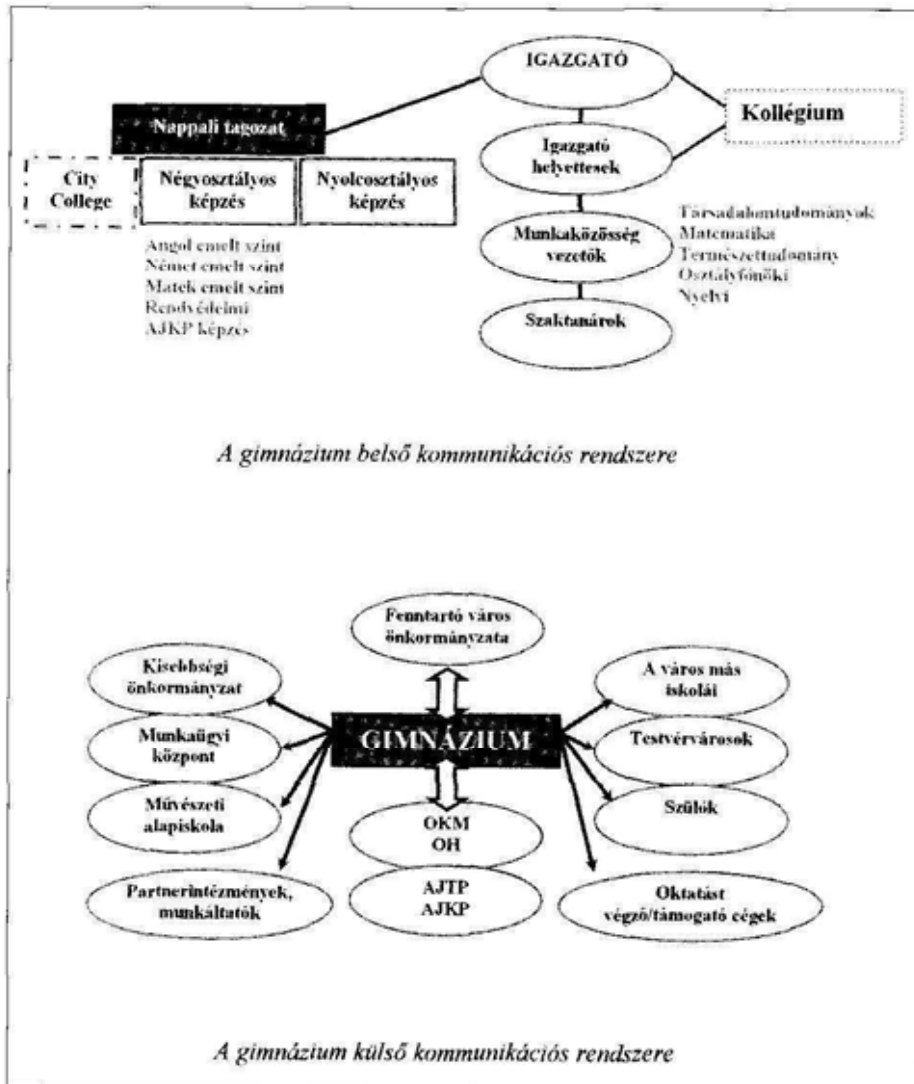 IGAZGATÓ
Kollégium
Nappali tagozat
Igazgató
helyettesek
City
College
Négyosztályos
képzés
Nyolcosztályos
képzés
Angol emelt szint
Német emelt szint
Matek emelt szint
Rendvédelmi
AJKP képzés
Munkaközösség
vezetők
Társadalomtudományok
Matematika
Természettudomány
Osztályfőnöki
Nyelvi
Szaktanárok
A gimnázium belső kommunikációs rendszere
Fenntartó város
önkormányzata
Kisebbségi
önkormányzat
A város más
iskolái
Munkaügyi
központ
GIMNÁZIUM
Testvérvárosok
Művészeti
alapiskola
OKM
OH
Szülők
Partnerintézmények,
munkáltatók
AJTP
AJKP
Oktatást
végző/támogató cégek
A gimnázium külső kommunikációs rendszere